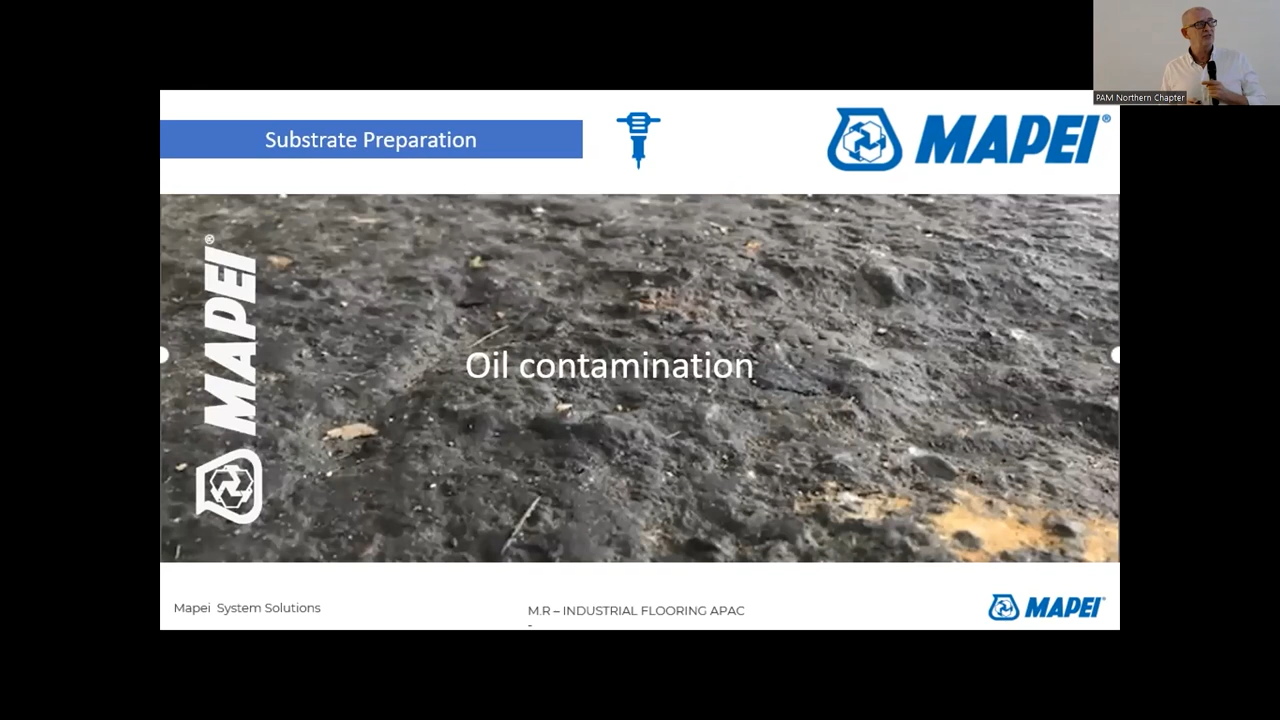 PAM Northern Chapter
Substrate Preparation
MAPEI®
MAPEI®
Oil contamination
Mapei System Solutions
M.R – INDUSTRIAL FLOORING APAC
-
MAPEI®